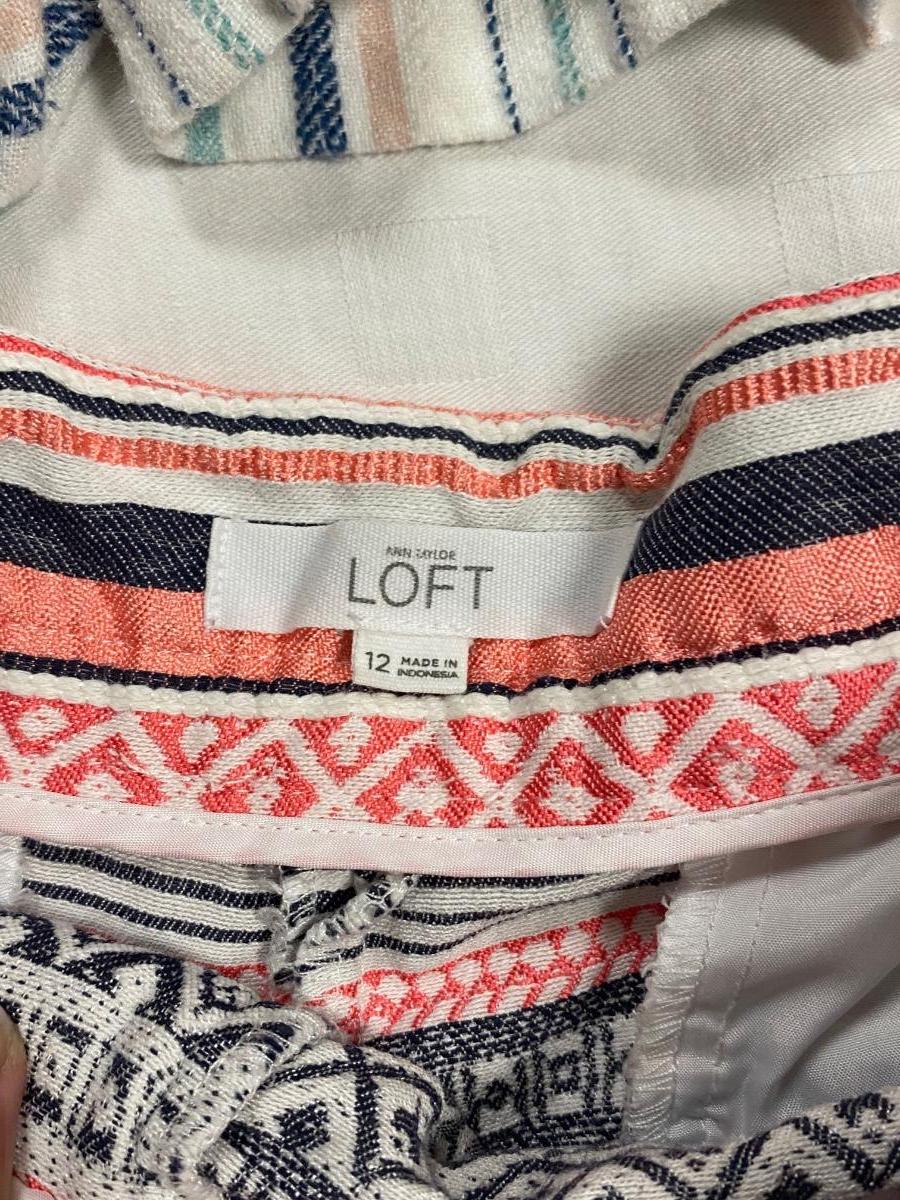 ANN TAYLOR
LOFT
12 MADE IN
INDONESIA